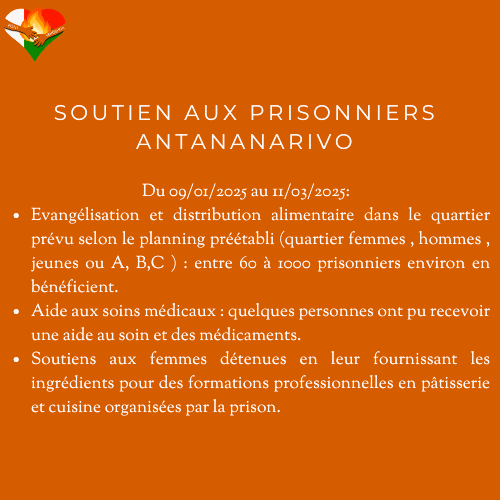 SOUTIEN AUX PRISONNIERS
ANTANANARIVO
Du 09/01/2025 au 11/03/2025:
• Evangélisation et distribution alimentaire dans le quartier
prévu selon le planning préétabli (quartier femmes , hommes ,
jeunes ou A, B,C ) : entre 60 à 1000 prisonniers environ en
bénéficient.
• Aide aux soins médicaux : quelques personnes ont pu recevoir
une aide au soin et des médicaments.
• Soutiens aux femmes détenues en leur fournissant les
ingrédients pour des formations professionnelles en pâtisserie
et cuisine organisées par la prison.